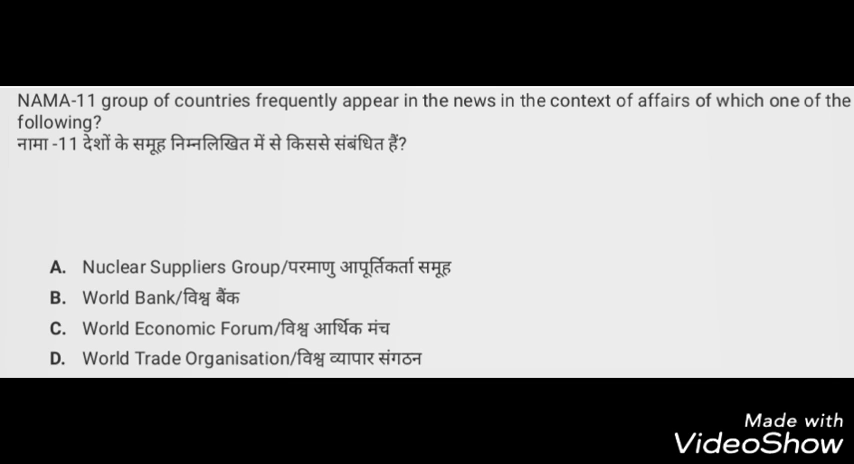 NAMA-11 group of countries frequently appear in the news in the context of affairs of which one of the
following?
नामा -11 देशों के समूह निम्नलिखित में से किससे संबंधित हैं?
A. Nuclear Suppliers Group/परमाणु आपूर्तिकर्ता समूह
B. World Bank/विश्व बैंक
C. World Economic Forum/विश्व आर्थिक मंच
D. World Trade Organisation/विश्व व्यापार संगठन
Made with
VideoShow